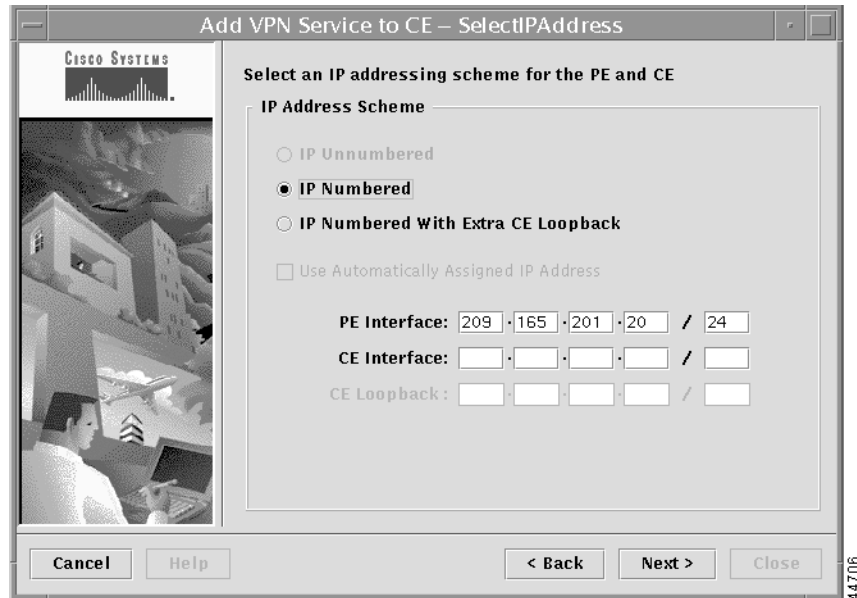 Add VPN Service to CE – SelectIPAddress
CISCO SYSTEMS
Select an IP addressing scheme for the PE and CE
IP Address Scheme
IP Unnumbered
IP Numbered
IP Numbered With Extra CE Loopback
Use Automatically Assigned IP Address
PE Interface: 209 . 165 . 201 . 20 / 24
CE Interface: . . . /
CE Loopback: . . . /
Cancel Help < Back Next > Close
44706